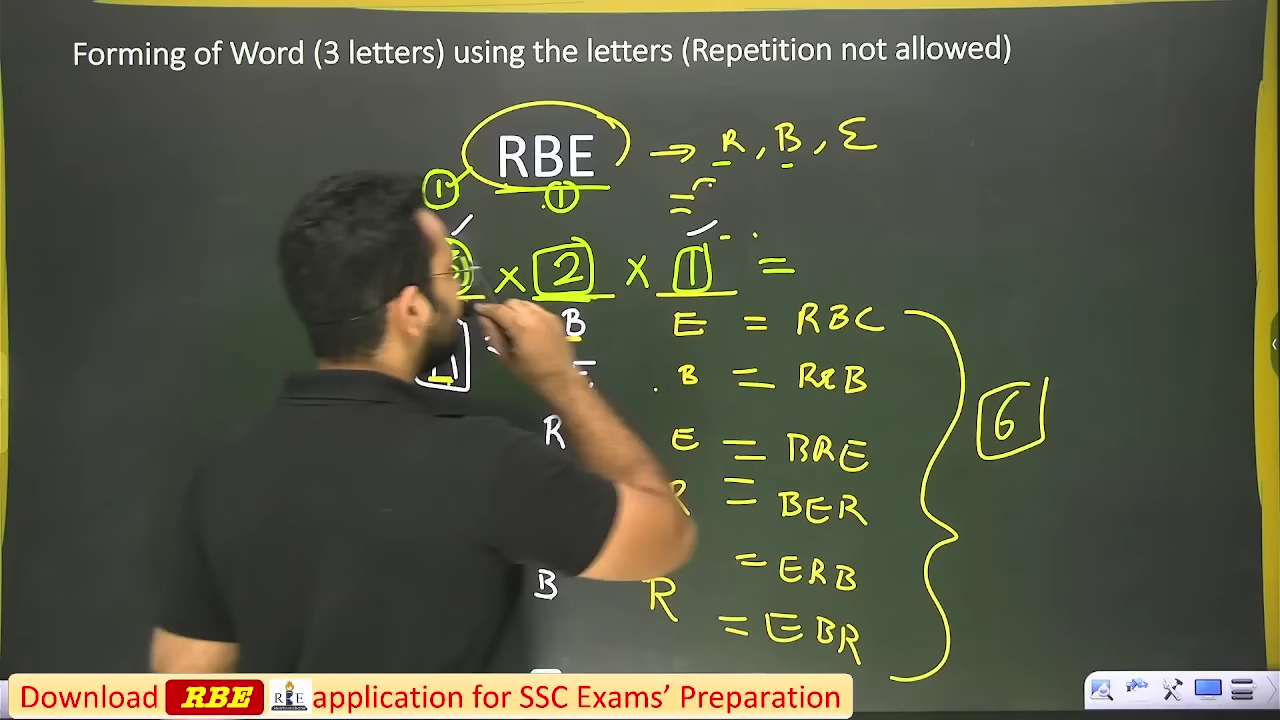 Forming of Word (3 letters) using the letters (Repetition not allowed)
RBE → R, B, E
1 1
× 2 × 1 =
B E = RBC
B = REB
R E = BRE
R = BER
= ERB
B R = EBR
6
Download RBE RBE application for SSC Exams' Preparation